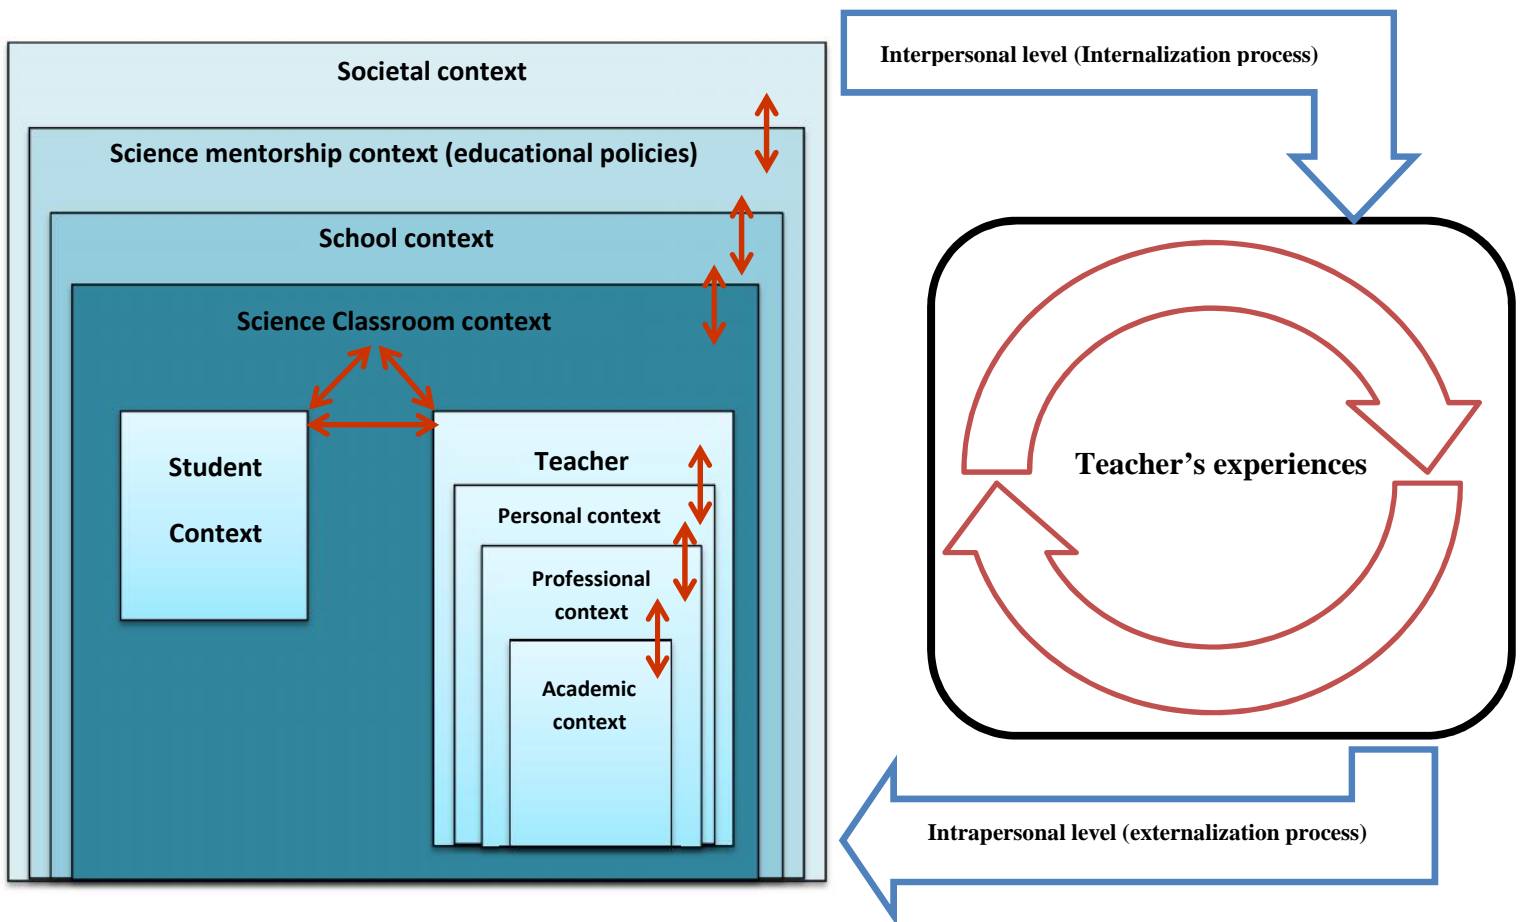 Societal context
Science mentorship context (educational policies)
School context
Science Classroom context
Student
Context
Teacher
Personal context
Professional
context
Academic
context
Interpersonal level (Internalization process)
Teacher’s experiences
Intrapersonal level (externalization process)